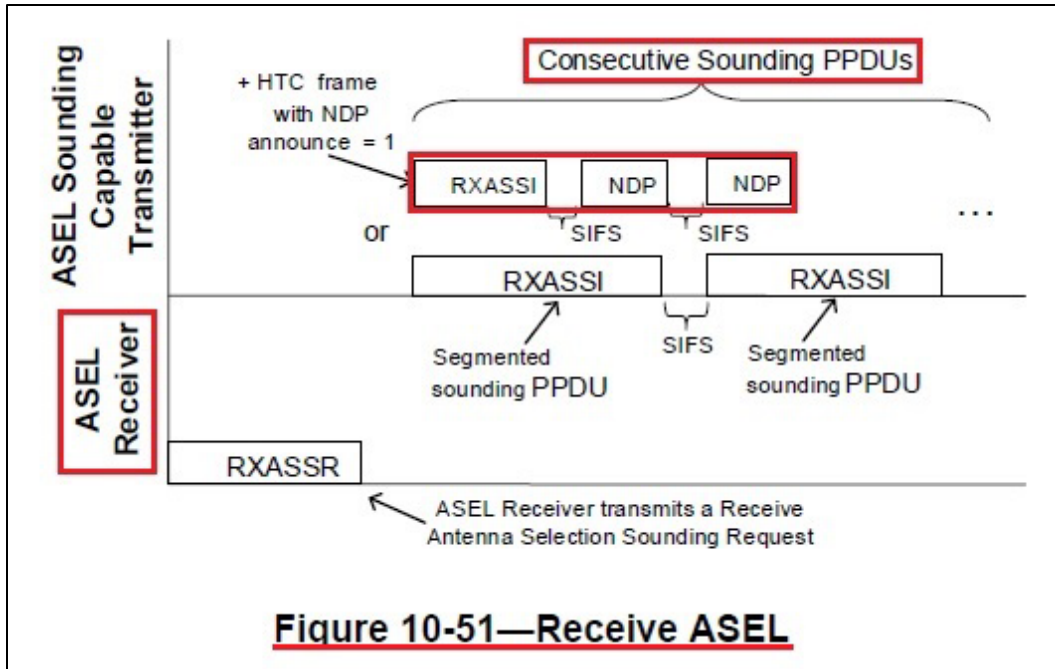 ASEL Sounding
Capable
Transmitter
+ HTC frame
with NDP
announce = 1
Consecutive Sounding PPDUs
RXASSI
NDP
NDP
SIFS
SIFS
...
or
RXASSI
RXASSI
SIFS
Segmented
sounding PPDU
Segmented
sounding PPDU
ASEL
Receiver
RXASSR
ASEL Receiver transmits a Receive
Antenna Selection Sounding Request
Figure 10-51—Receive ASEL